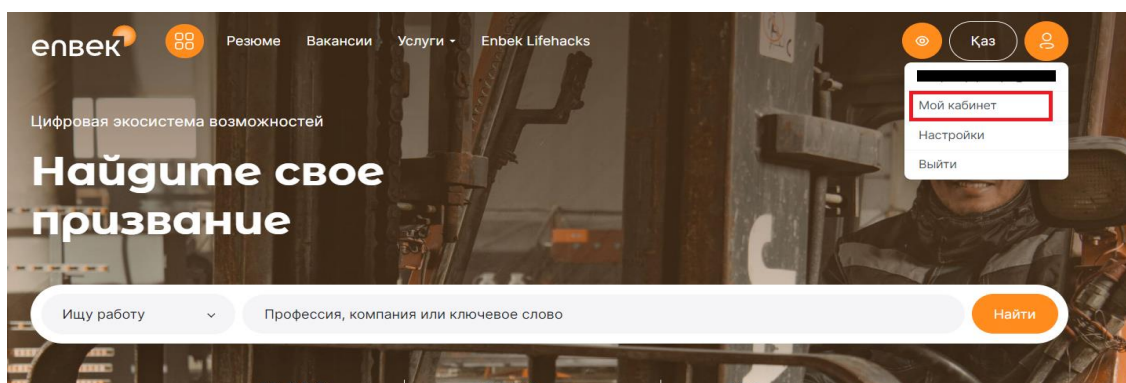 enbek
Резюме
Вакансии
Услуги
Enbek Lifehacks
Қаз
Мой кабинет
Настройки
Выйти
Цифровая экосистема возможностей
Найдите свое
призвание
Ищу работу
Профессия, компания или ключевое слово
Найти